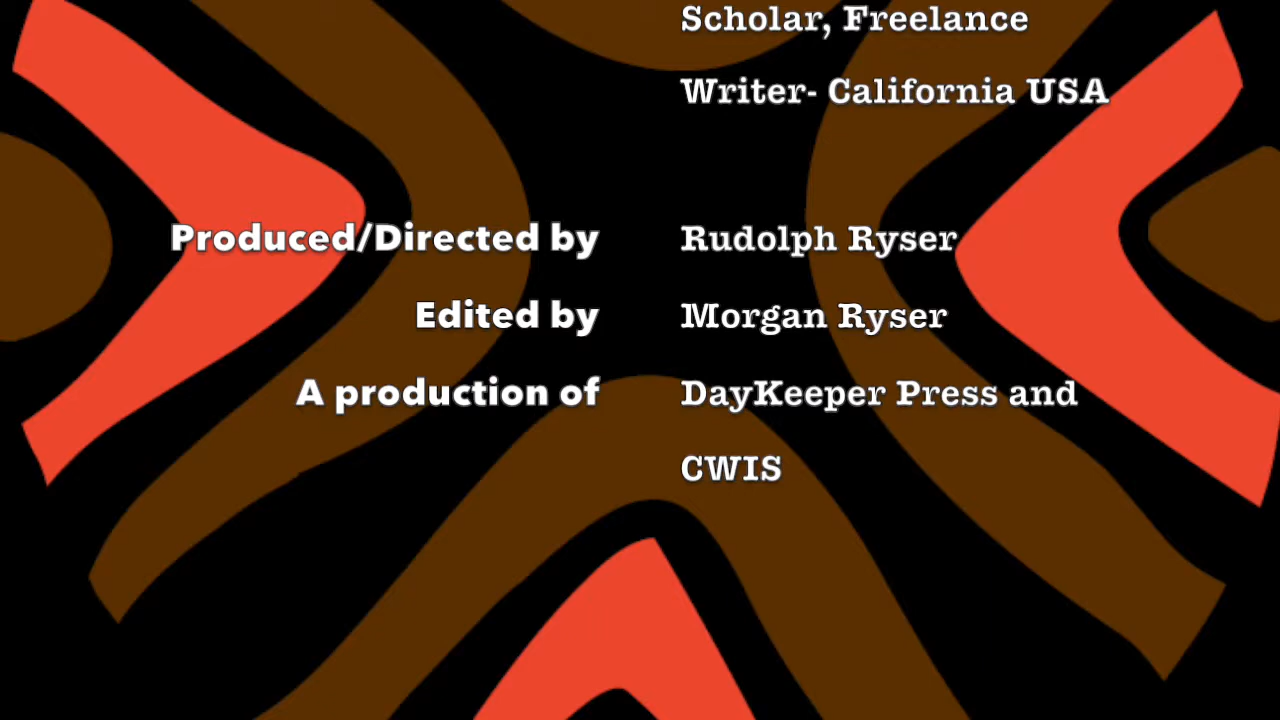 Scholar, Freelance
Writer- California USA
Produced/Directed by Rudolph Ryser
Edited by Morgan Ryser
A production of DayKeeper Press and
CWIS